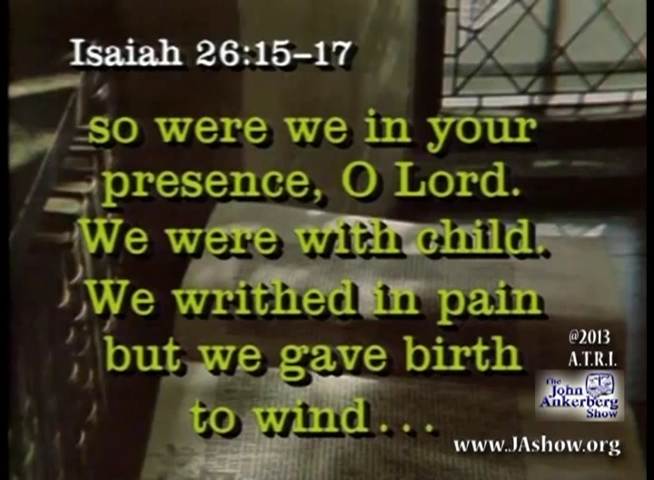 Isaiah 26:15–17
so were we in your
presence, O Lord.
We were with child.
We writhed in pain
but we gave birth
to wind...
@2013
A.T.R.I.
The
John
Ankerberg
Show
www.JAshow.org